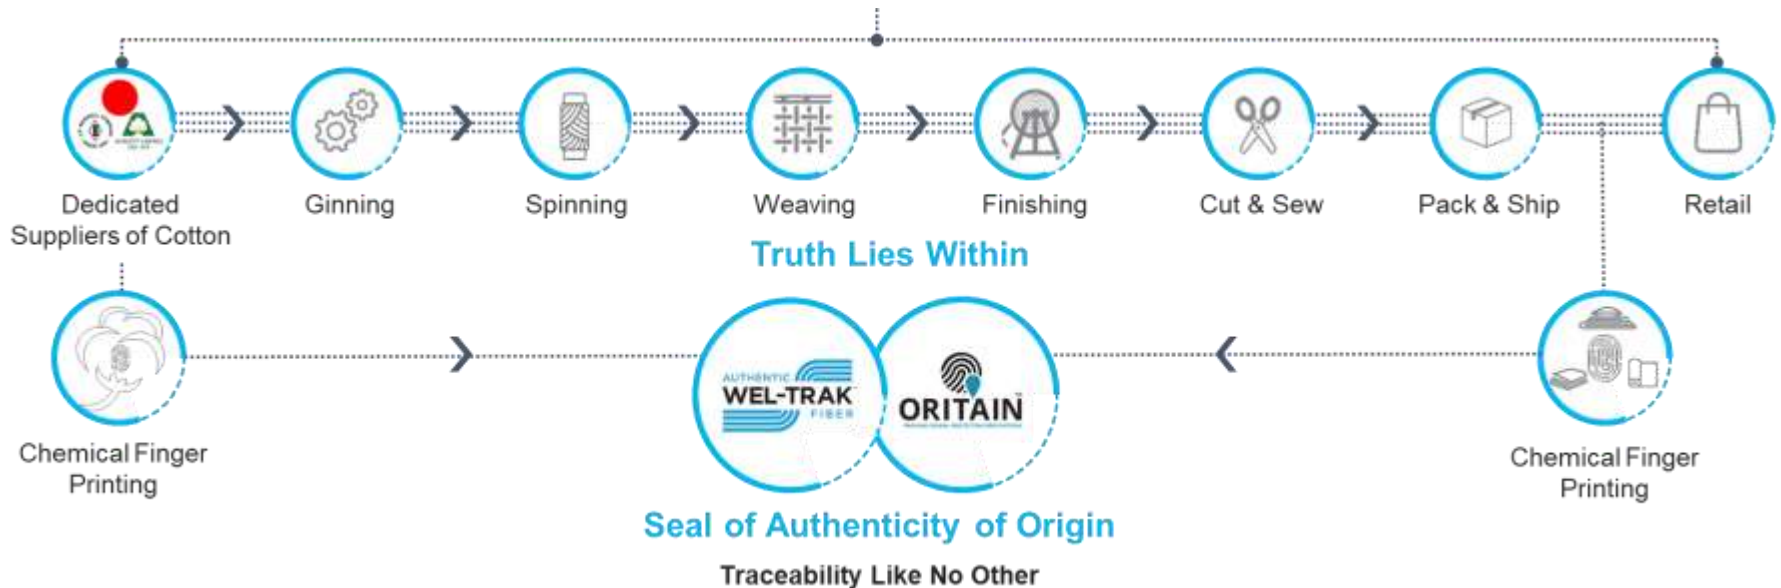 Dedicated
Suppliers of Cotton
Ginning
Spinning
Weaving
Finishing
Cut & Sew
Pack & Ship
Retail
Truth Lies Within
AUTHENTIC
WEL-TRAK
FIBER
ORITAIN
Chemical Finger
Printing
Chemical Finger
Printing
Seal of Authenticity of Origin
Traceability Like No Other